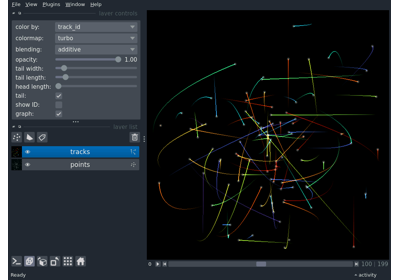 File View Plugins Window Help
layer controls
color by: track_id
colormap: turbo
blending: additive
opacity: 1.00
tail width:
tail length:
head length:
tail:
show ID:
graph:
layer list
tracks
points
100 | 199
Ready
activity